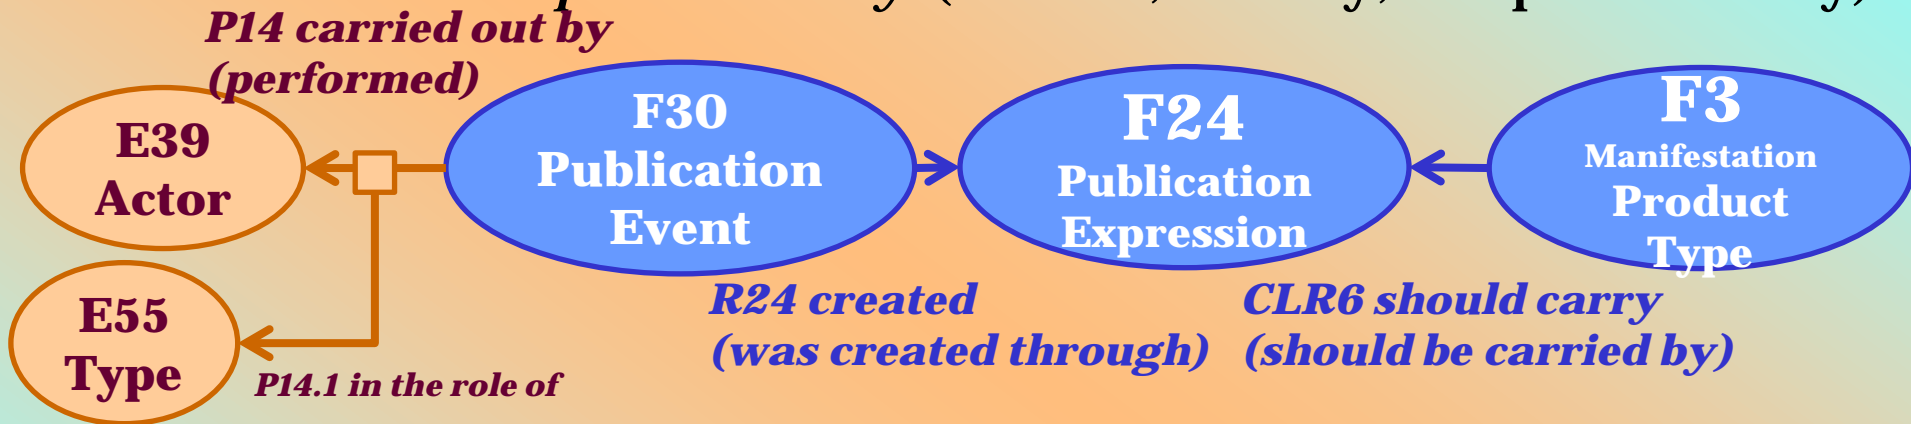 P14 carried out by
(performed)
E39
Actor
F30
Publication
Event
F24
Publication
Expression
F3
Manifestation
Product
Type
E55
Type
P14.1 in the role of
R24 created
(was created through)
CLR6 should carry
(should be carried by)